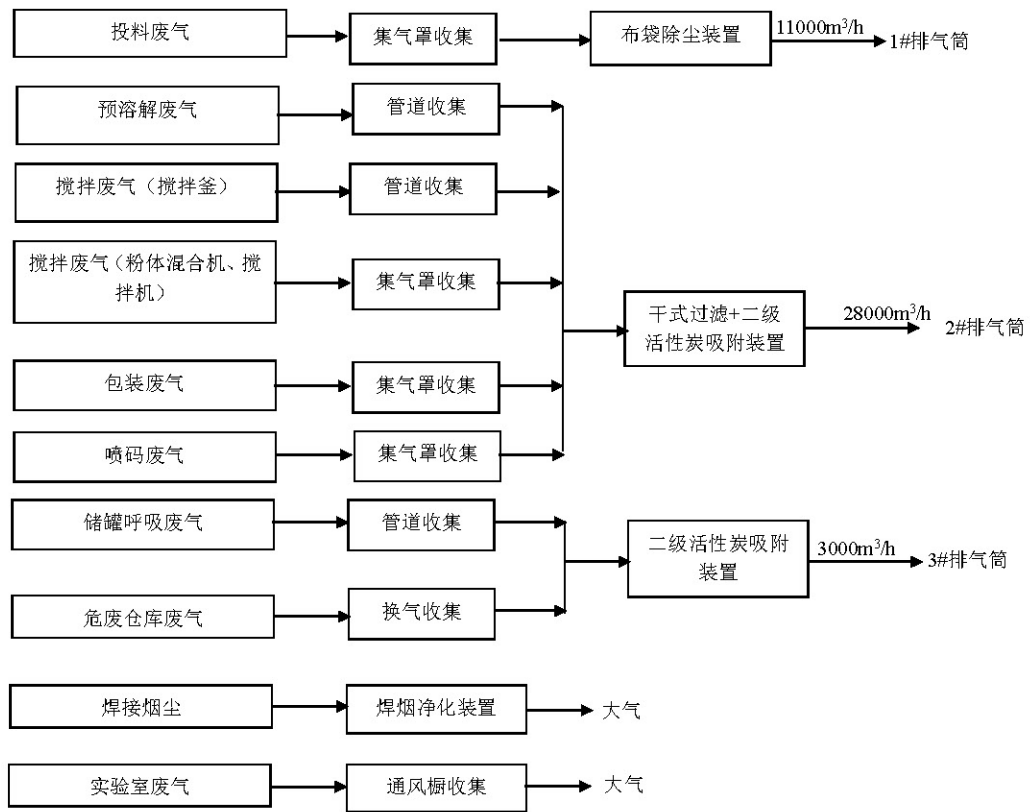 投料废气
集气罩收集
布袋除尘装置
11000m³/h
1#排气筒
预溶解废气
管道收集
搅拌废气（搅拌釜）
管道收集
搅拌废气（粉体混合机、搅
拌机）
集气罩收集
干式过滤+二级
活性炭吸附装置
28000m³/h
2#排气筒
包装废气
集气罩收集
喷码废气
集气罩收集
储罐呼吸废气
管道收集
二级活性炭吸附
装置
3000m³/h
3#排气筒
危废仓库废气
换气收集
焊接烟尘
焊烟净化装置
大气
实验室废气
通风橱收集
大气